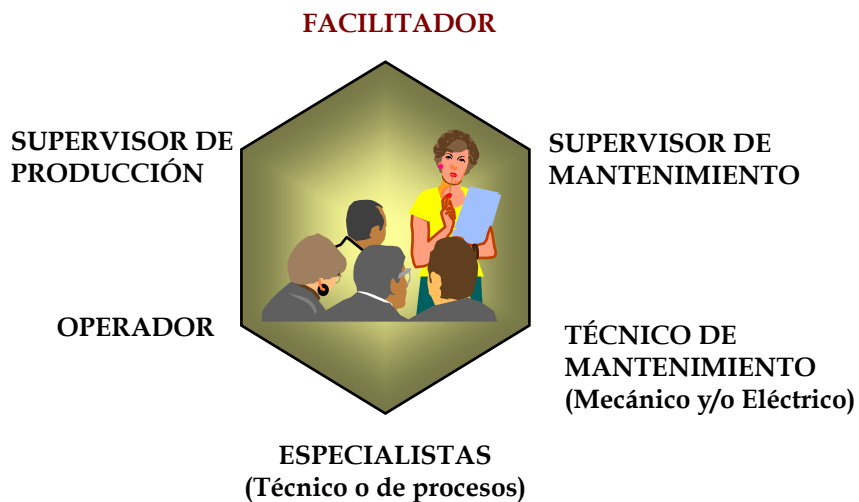 FACILITADOR
SUPERVISOR DE
PRODUCCIÓN
SUPERVISOR DE
MANTENIMIENTO
OPERADOR
TÉCNICO DE
MANTENIMIENTO
(Mecánico y/o Eléctrico)
ESPECIALISTAS
(Técnico o de procesos)